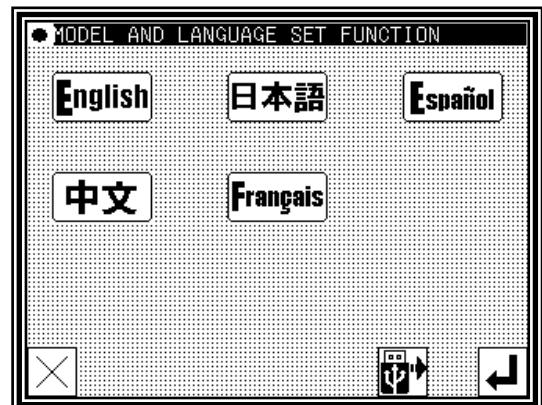 MODEL AND LANGUAGE SET FUNCTION
English 日本語 Español
中文 Français